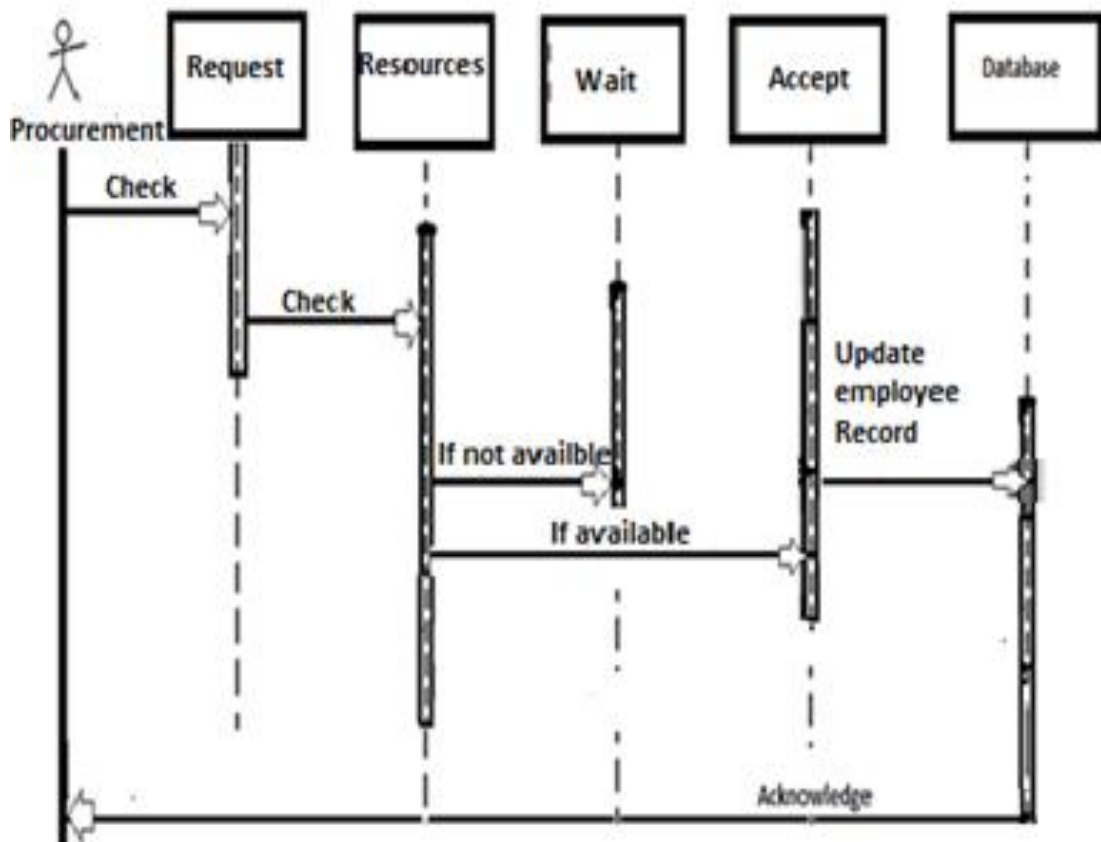 Request
Resources
Wait
Accept
Database
Procurement
Check
Check
Update
employee
Record
If not availble
If available
Acknowledge